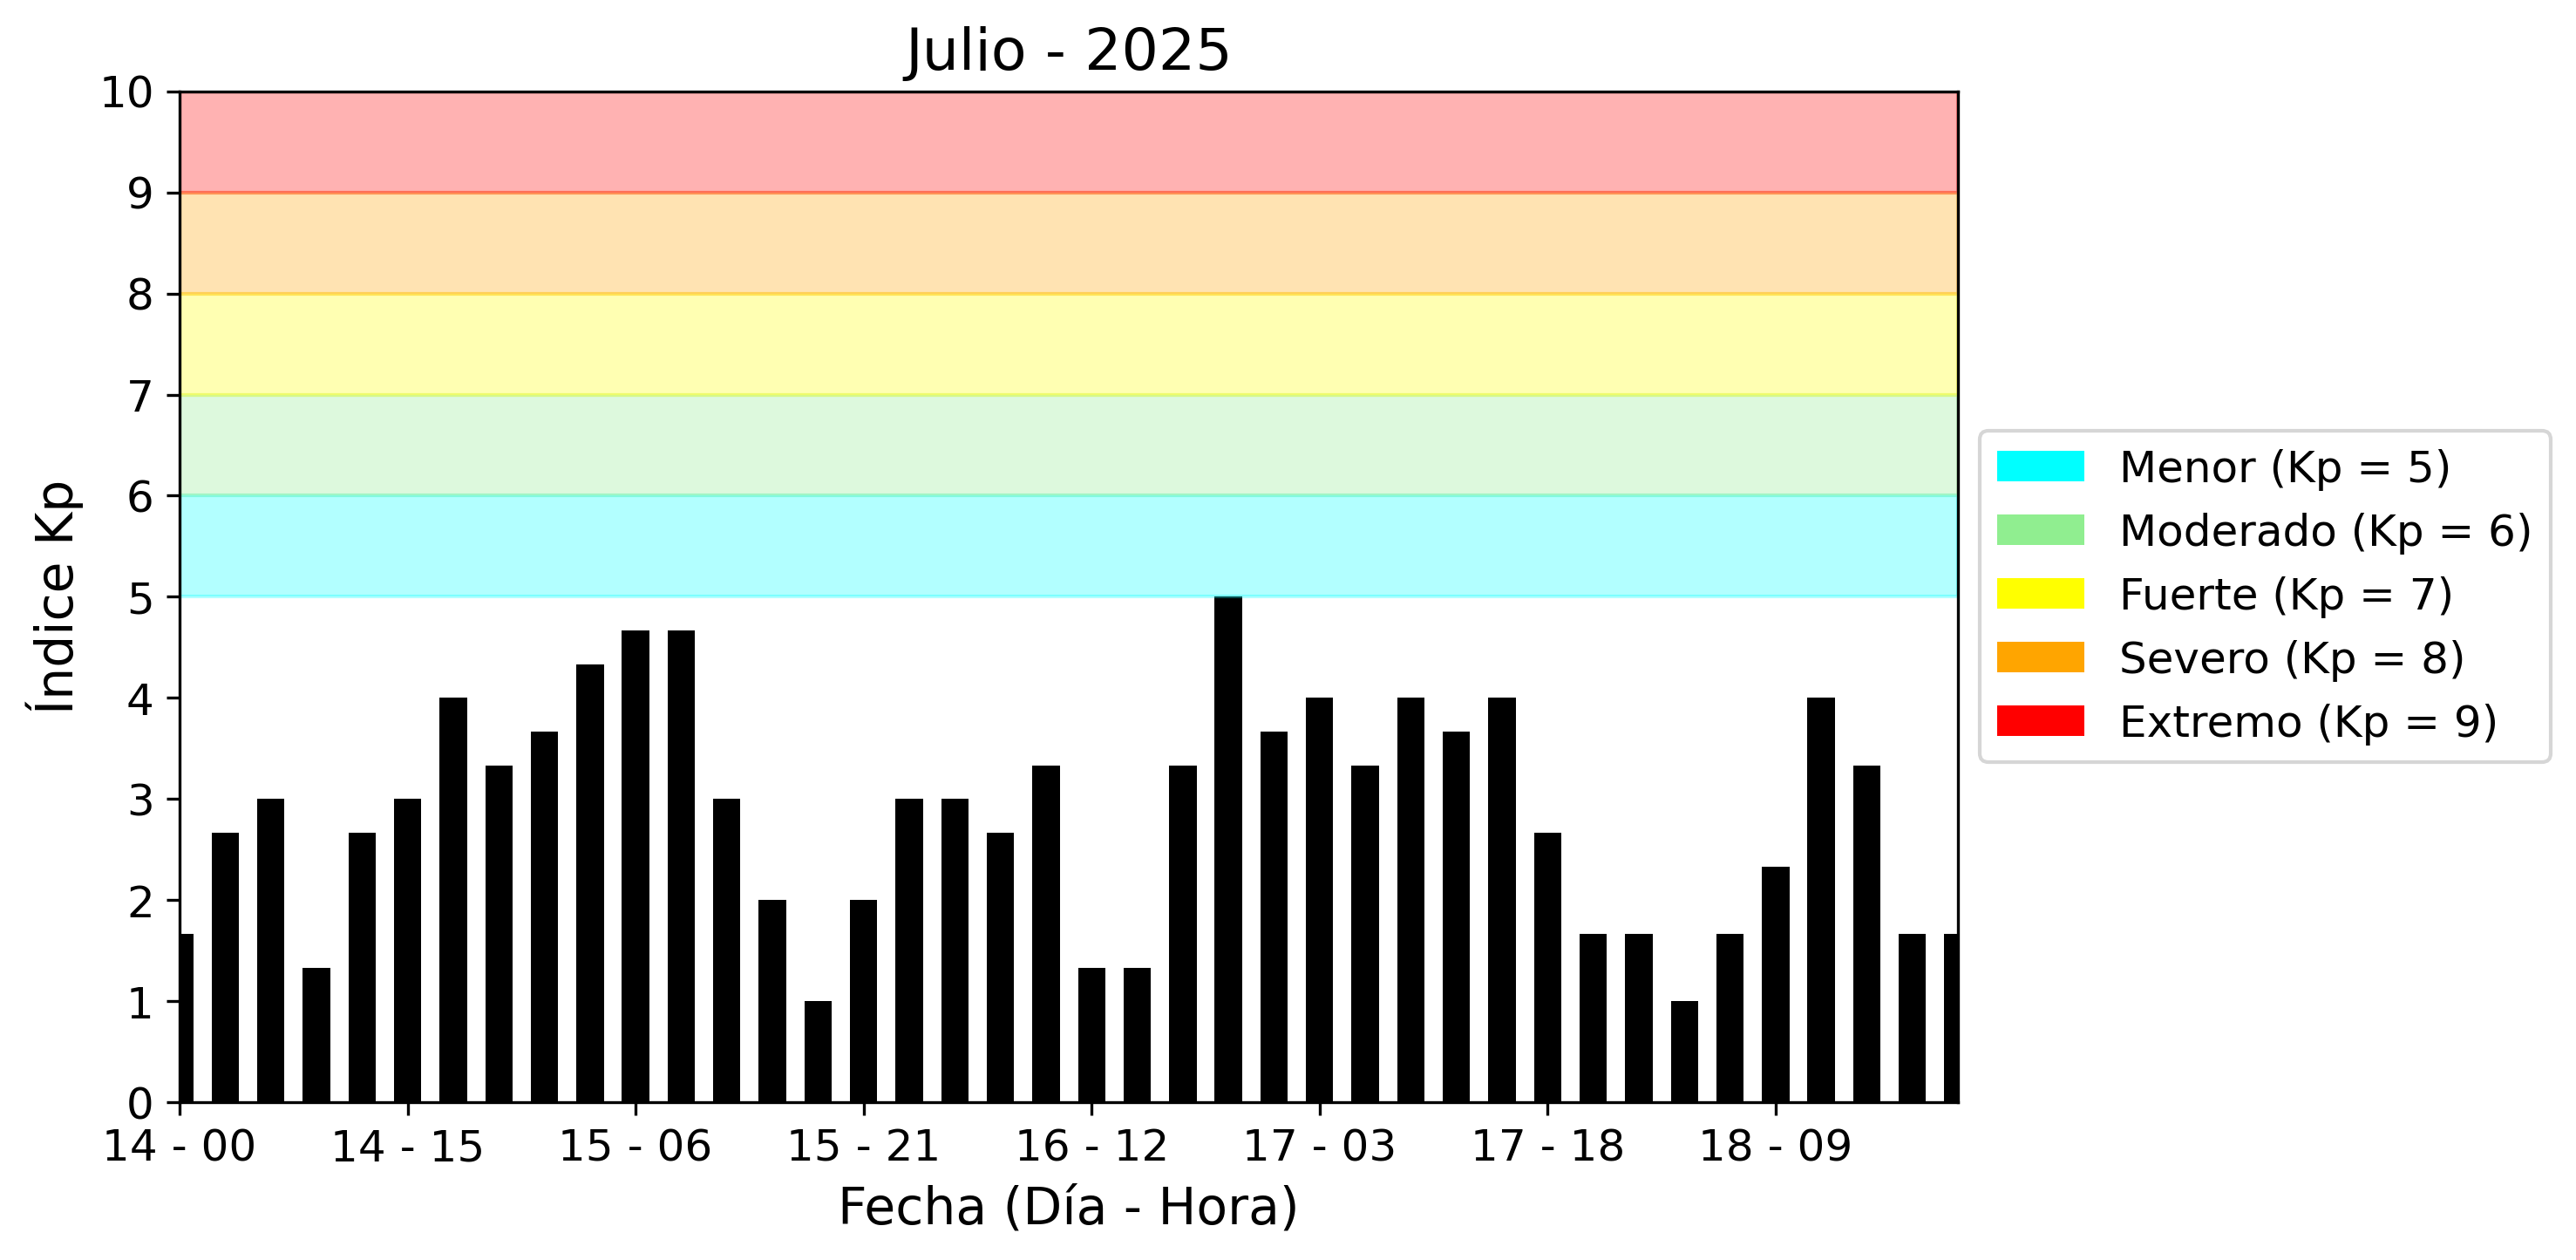 Julio - 2025
10
9
8
7
6
5
4
3
2
1
0
Índice Kp
14 - 00 14 - 15 15 - 06 15 - 21 16 - 12 17 - 03 17 - 18 18 - 09
Fecha (Día - Hora)
Menor (Kp = 5)
Moderado (Kp = 6)
Fuerte (Kp = 7)
Severo (Kp = 8)
Extremo (Kp = 9)